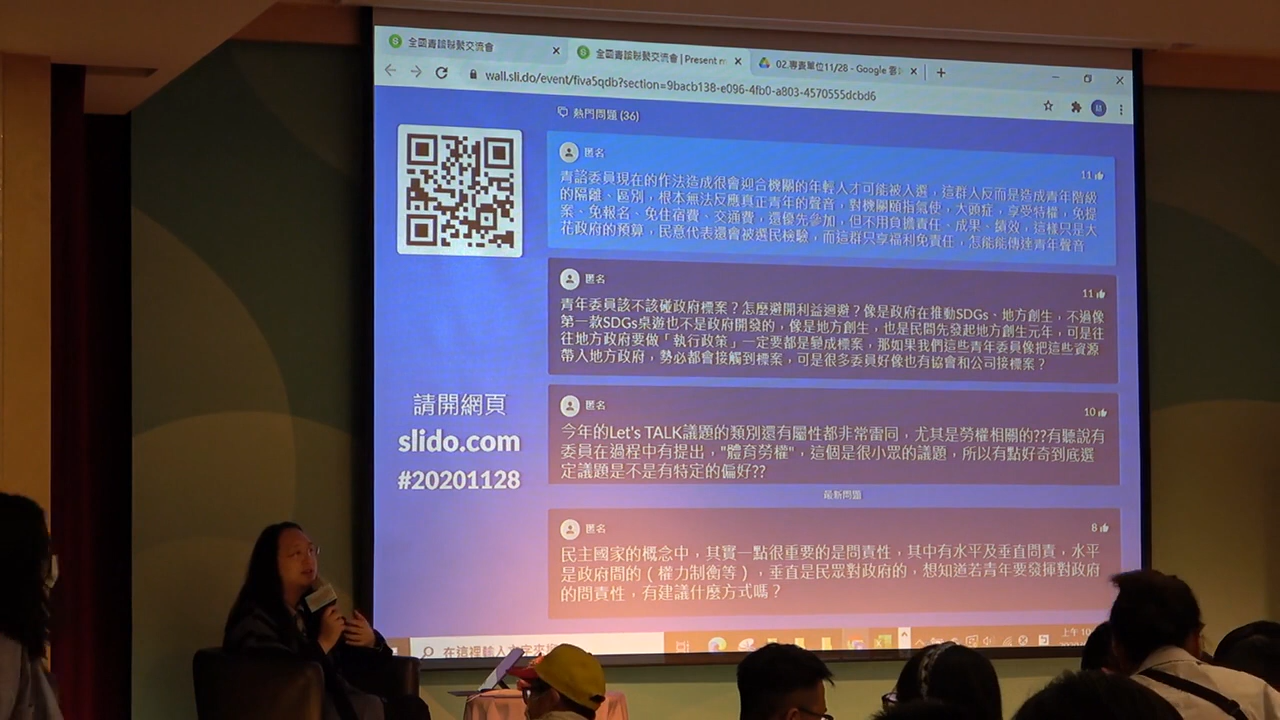 全國青諮聯繫交流會
全國青諮聯繫交流會 | Present m
02.專責單位11/28 - Google 雲
wall.sli.do/event/fiva5qdb?section=9bacb138-e096-4fb0-a803-4570555dcbd6
熱門問題 (36)
匿名
11
青諮委員現在的作法造成很會迎合機關的年輕人才可能被入選，這群人反而是造成青年階級
的隔離、區別，根本無法反應真正青年的聲音，對機關頤指氣使，大頭症，享受特權，免提
案、免報名、免住宿費、交通費，還優先參加，但不用負擔責任、成果、績效，這樣只是大
花政府的預算，民意代表還會被選民檢驗，而這群只享福利免責任，怎能能傳達青年聲音
匿名
11
青年委員該不該碰政府標案？怎麼避開利益迴避？像是政府在推動SDGs、地方創生，不過像
第一款SDGs桌遊也不是政府開發的，像是地方創生，也是民間先發起地方創生元年，可是往
往地方政府要做「執行政策」一定要都是變成標案，那如果我們這些青年委員像把這些資源
帶入地方政府，勢必都會接觸到標案，可是很多委員好像也有協會和公司接標案？
匿名
10
今年的Let's TALK議題的類別還有屬性都非常雷同，尤其是勞權相關的??有聽說有
委員在過程中有提出，"體育勞權"，這個是很小眾的議題，所以有點好奇到底選
定議題是不是有特定的偏好??
最新問題
匿名
8
民主國家的概念中，其實一點很重要的是問責性，其中有水平及垂直問責，水平
是政府間的（權力制衡等），垂直是民眾對政府的，想知道若青年要發揮對政府
的問責性，有建議什麼方式嗎？
請開網頁
slido.com
#20201128
在這裡輸入文字來搜
上午 10